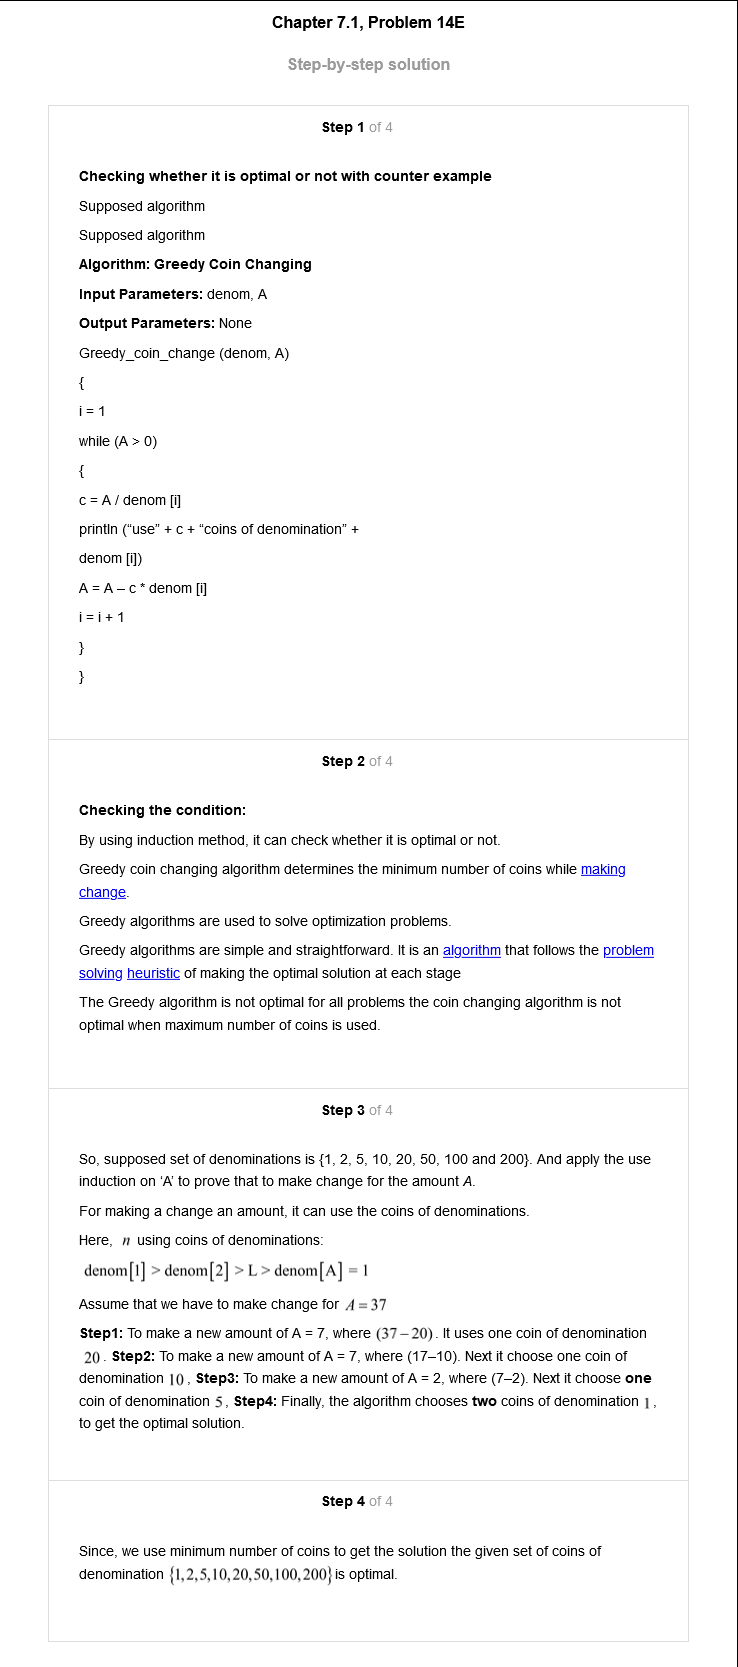 Chapter 7.1, Problem 14E
Step-by-step solution
Step 1 of 4
Checking whether it is optimal or not with counter example
Supposed algorithm
Supposed algorithm
Algorithm: Greedy Coin Changing
Input Parameters: denom, A
Output Parameters: None
Greedy_coin_change (denom, A)
{
i = 1
while (A > 0)
{
c = A / denom [i]
println (“use” + c + “coins of denomination” +
denom [i])
A = A – c * denom [i]
i = i + 1
}
}
Step 2 of 4
Checking the condition:
By using induction method, it can check whether it is optimal or not.
Greedy coin changing algorithm determines the minimum number of coins while making
change.
Greedy algorithms are used to solve optimization problems.
Greedy algorithms are simple and straightforward. It is an algorithm that follows the problem
solving heuristic of making the optimal solution at each stage
The Greedy algorithm is not optimal for all problems the coin changing algorithm is not
optimal when maximum number of coins is used.
Step 3 of 4
So, supposed set of denominations is {1, 2, 5, 10, 20, 50, 100 and 200}. And apply the use
induction on ‘A’ to prove that to make change for the amount A.
For making a change an amount, it can use the coins of denominations.
Here, n using coins of denominations:
denom[1] > denom[2] > L > denom[A] = 1
Assume that we have to make change for A = 37
Step1: To make a new amount of A = 7, where (37 – 20). It uses one coin of denomination
20. Step2: To make a new amount of A = 7, where (17–10). Next it choose one coin of
denomination 10, Step3: To make a new amount of A = 2, where (7–2). Next it choose one
coin of denomination 5, Step4: Finally, the algorithm chooses two coins of denomination 1,
to get the optimal solution.
Step 4 of 4
Since, we use minimum number of coins to get the solution the given set of coins of
denomination {1,2,5,10,20,50,100,200} is optimal.